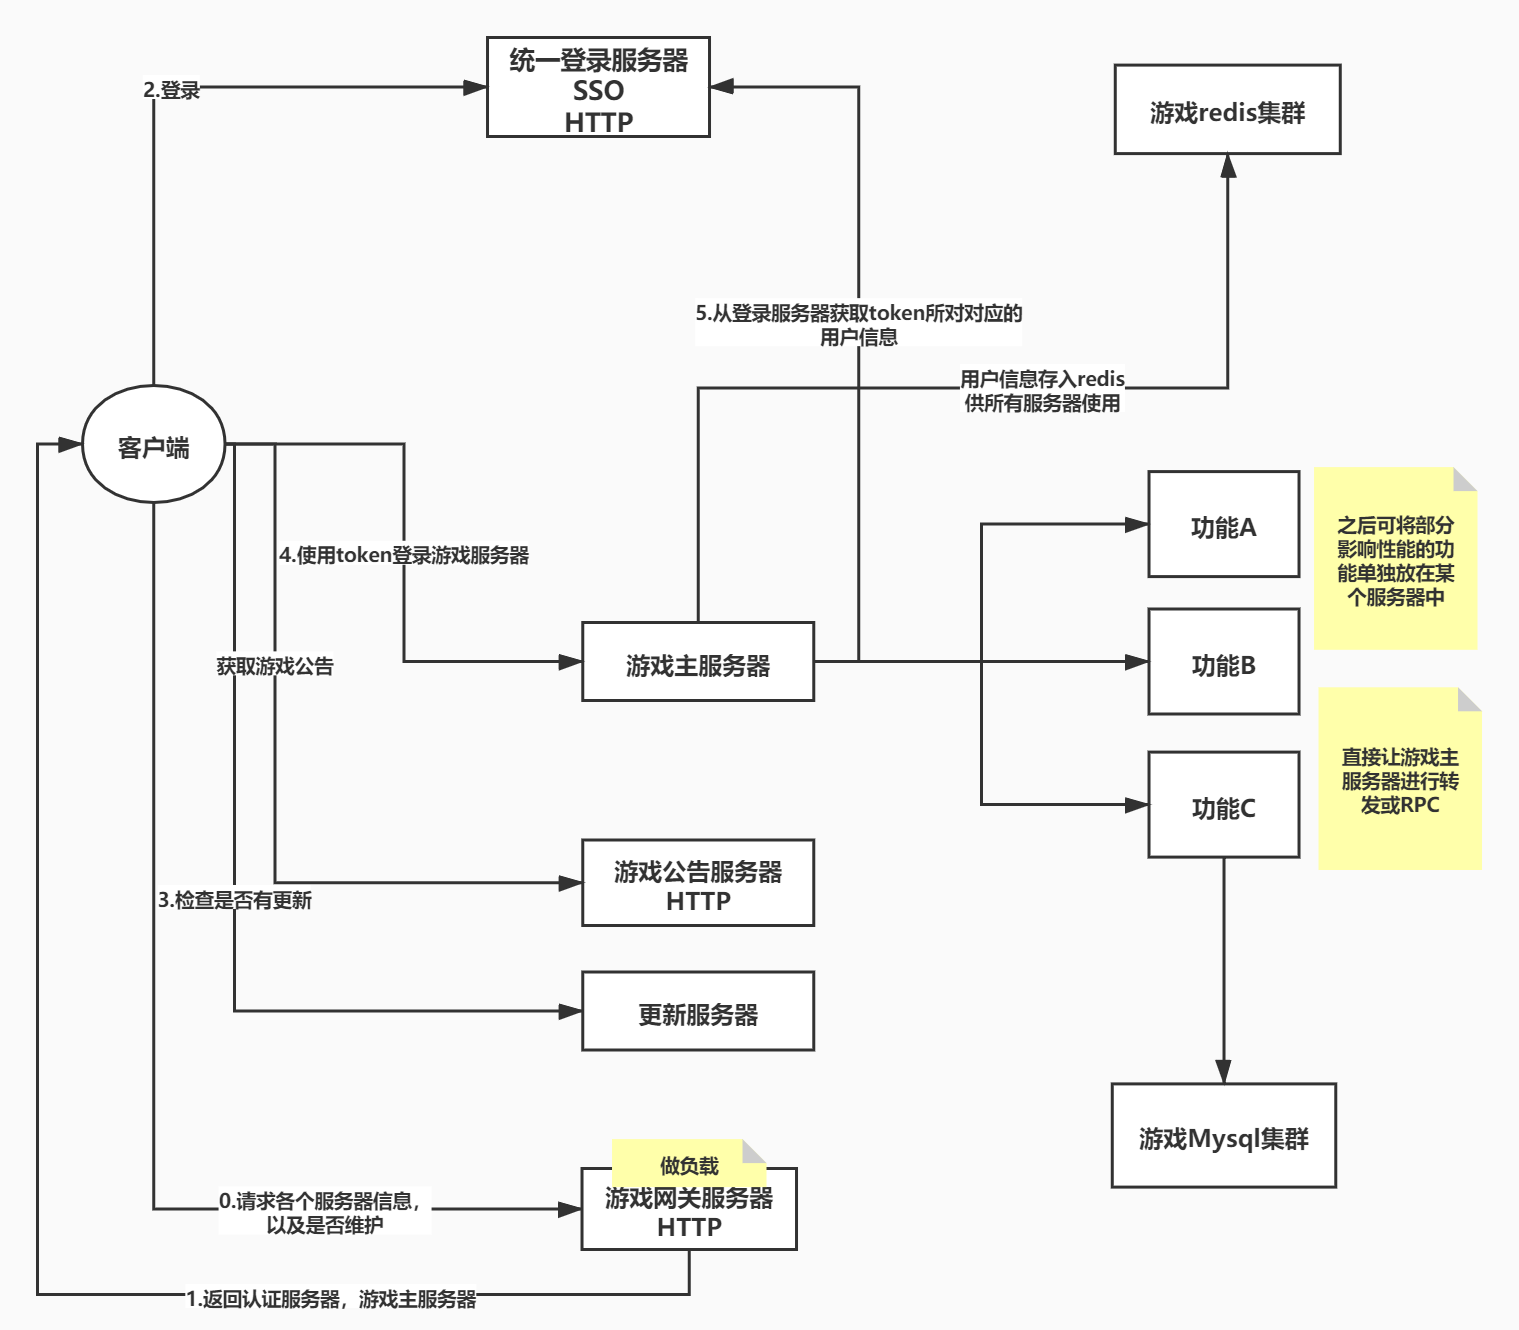 统一登录服务器
SSO
HTTP
2.登录
游戏redis集群
5.从登录服务器获取token所对对应的
用户信息
用户信息存入redis
供所有服务器使用
客户端
功能A
之后可将部分
影响性能的功
能单独放在某
个服务器中
4.使用token登录游戏服务器
获取游戏公告
游戏主服务器
功能B
直接让游戏主
服务器进行转
发或RPC
功能C
游戏公告服务器
HTTP
3.检查是否有更新
更新服务器
游戏Mysql集群
做负载
游戏网关服务器
HTTP
0.请求各个服务器信息，
以及是否维护
1.返回认证服务器，游戏主服务器